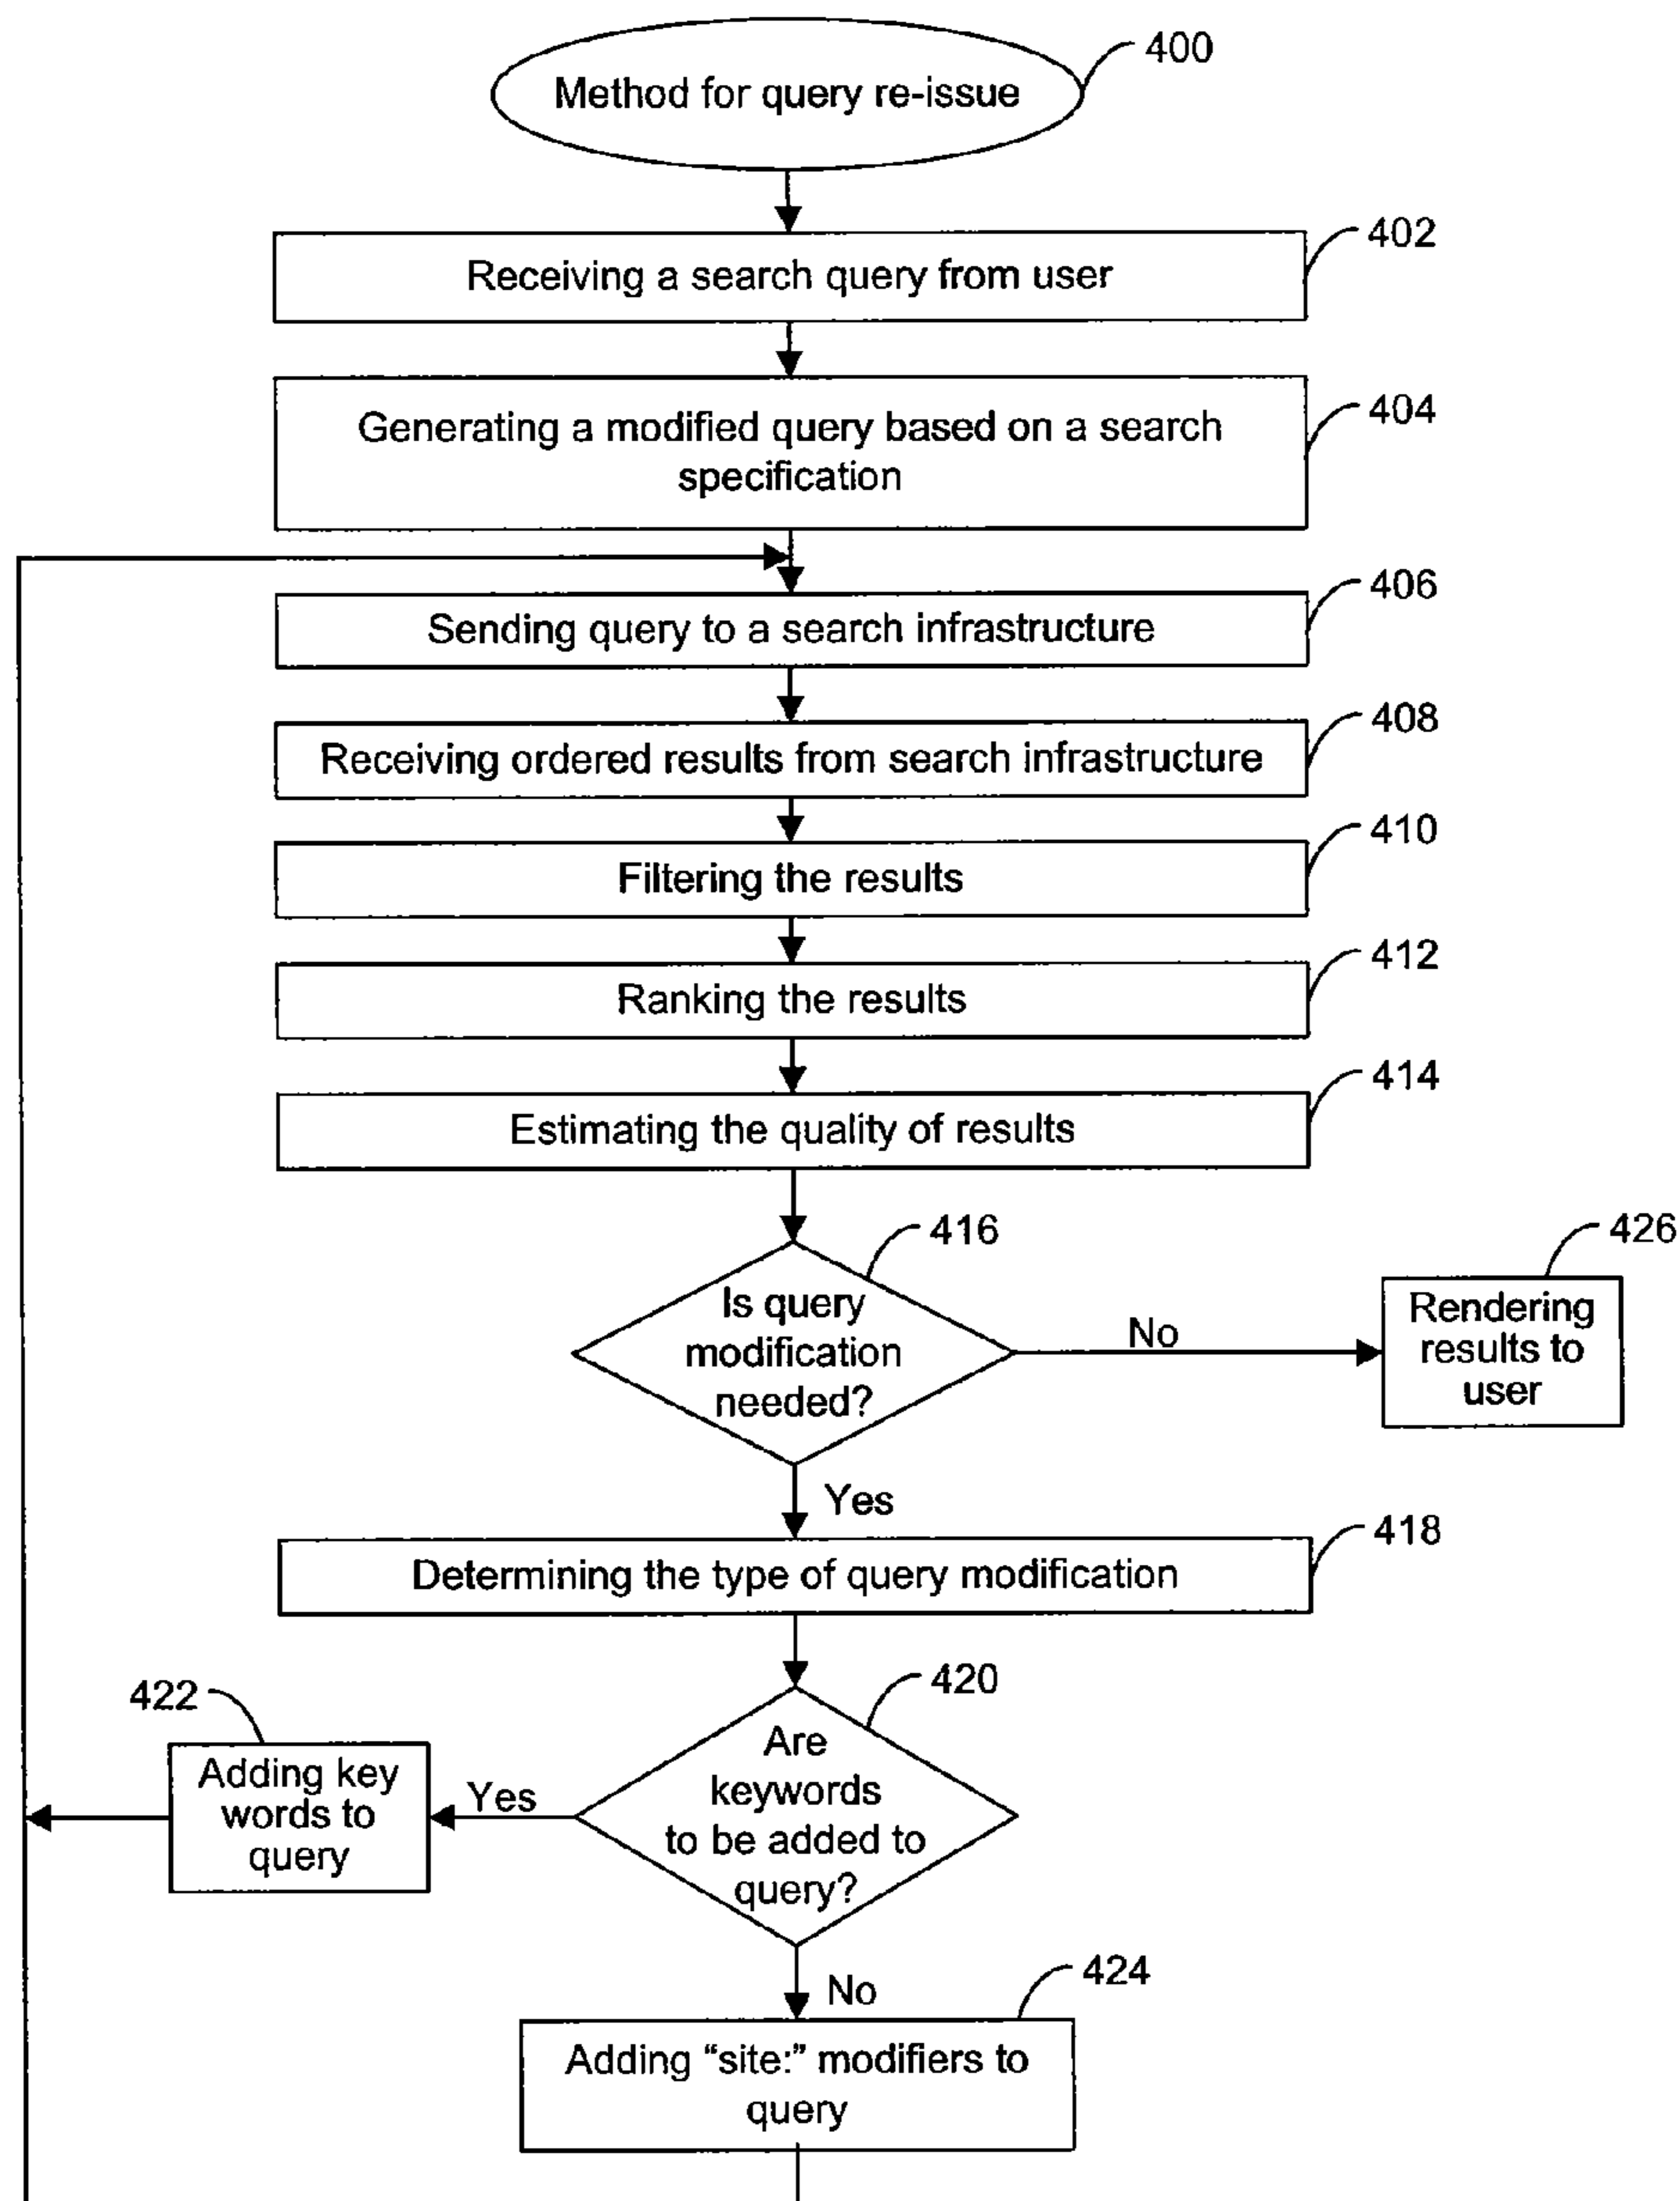 400
Method for query re-issue
402
Receiving a search query from user
404
Generating a modified query based on a search
specification
406
Sending query to a search infrastructure
408
Receiving ordered results from search infrastructure
410
Filtering the results
412
Ranking the results
414
Estimating the quality of results
416
Is query
modification
needed?
No
426
Rendering
results to
user
Yes
418
Determining the type of query modification
420
Are
keywords
to be added to
query?
Yes
422
Adding key
words to
query
No
424
Adding “site:” modifiers to
query